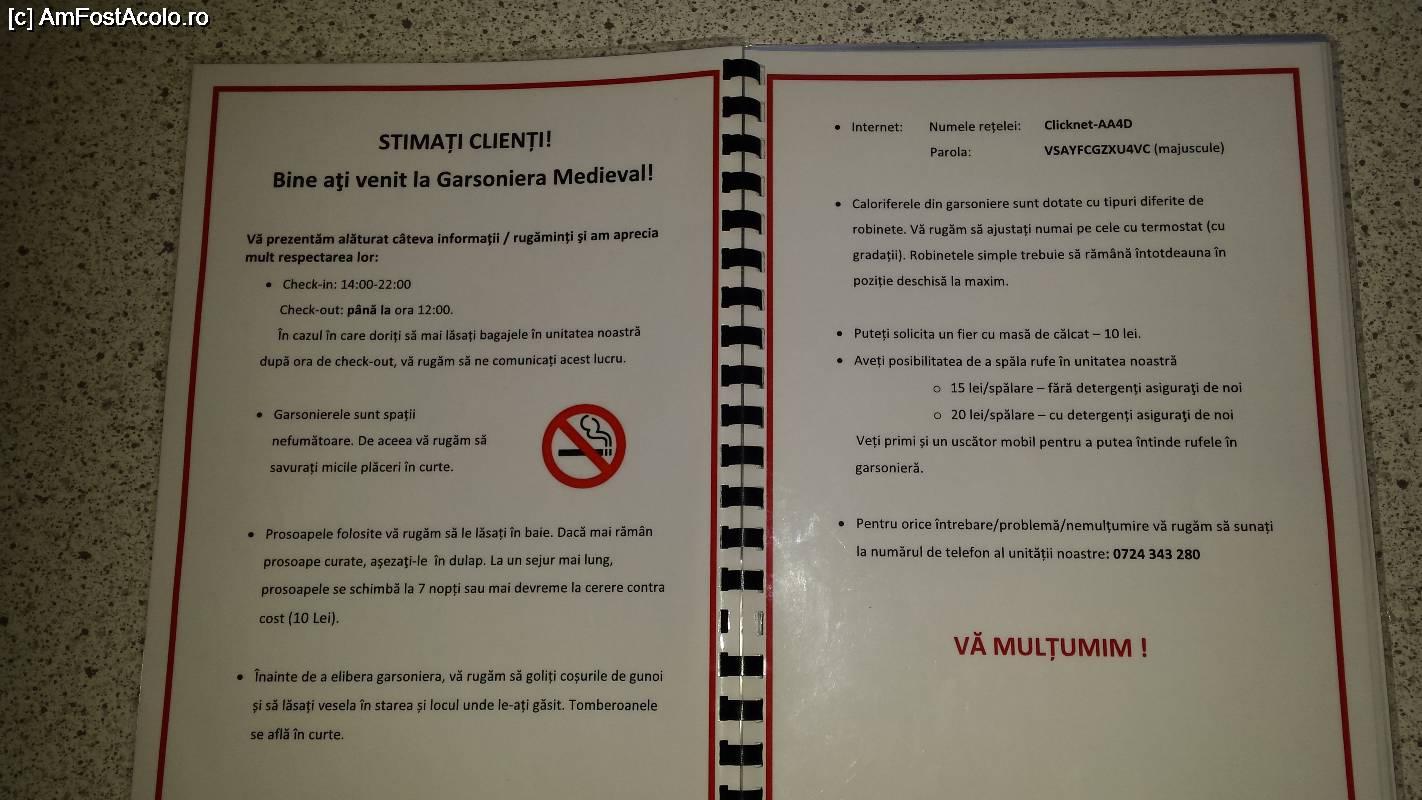 [c] AmFostAcolo.ro
STIMAȚI CLIENȚI!
Bine aţi venit la Garsoniera Medieval!
Vă prezentăm alăturat câteva informații / rugăminți şi am aprecia
mult respectarea lor:
• Check-in: 14:00-22:00
Check-out: până la ora 12:00.
În cazul în care doriți să mai lăsați bagajele în unitatea noastră
după ora de check-out, vă rugăm să ne comunicați acest lucru.
• Garsonierele sunt spații
nefumătoare. De aceea vă rugăm să
savurați micile plăceri în curte.
• Prosoapele folosite vă rugăm să le lăsați în baie. Dacă mai rămân
prosoape curate, aşezaţi-le în dulap. La un sejur mai lung,
prosoapele se schimbă la 7 nopți sau mai devreme la cerere contra
cost (10 Lei).
• Înainte de a elibera garsoniera, vă rugăm să goliți coșurile de gunoi
și să lăsați vesela în starea și locul unde le-ați găsit. Tomberoanele
se află în curte.
• Internet: Numele rețelei: Clicknet-AA4D
Parola: VSAYFCGZXU4VC (majuscule)
• Caloriferele din garsoniere sunt dotate cu tipuri diferite de
robinete. Vă rugăm să ajustați numai pe cele cu termostat (cu
gradații). Robinetele simple trebuie să rămână întotdeauna în
poziție deschisă la maxim.
• Puteți solicita un fier cu masă de călcat – 10 lei.
• Aveți posibilitatea de a spăla rufe în unitatea noastră
o 15 lei/spălare – fără detergenți asiguraţi de noi
o 20 lei/spălare – cu detergenți asiguraţi de noi
Veți primi și un uscător mobil pentru a putea întinde rufele în
garsonieră.
• Pentru orice întrebare/problemă/nemulțumire vă rugăm să sunați
la numărul de telefon al unității noastre: 0724 343 280
VĂ MULȚUMIM !